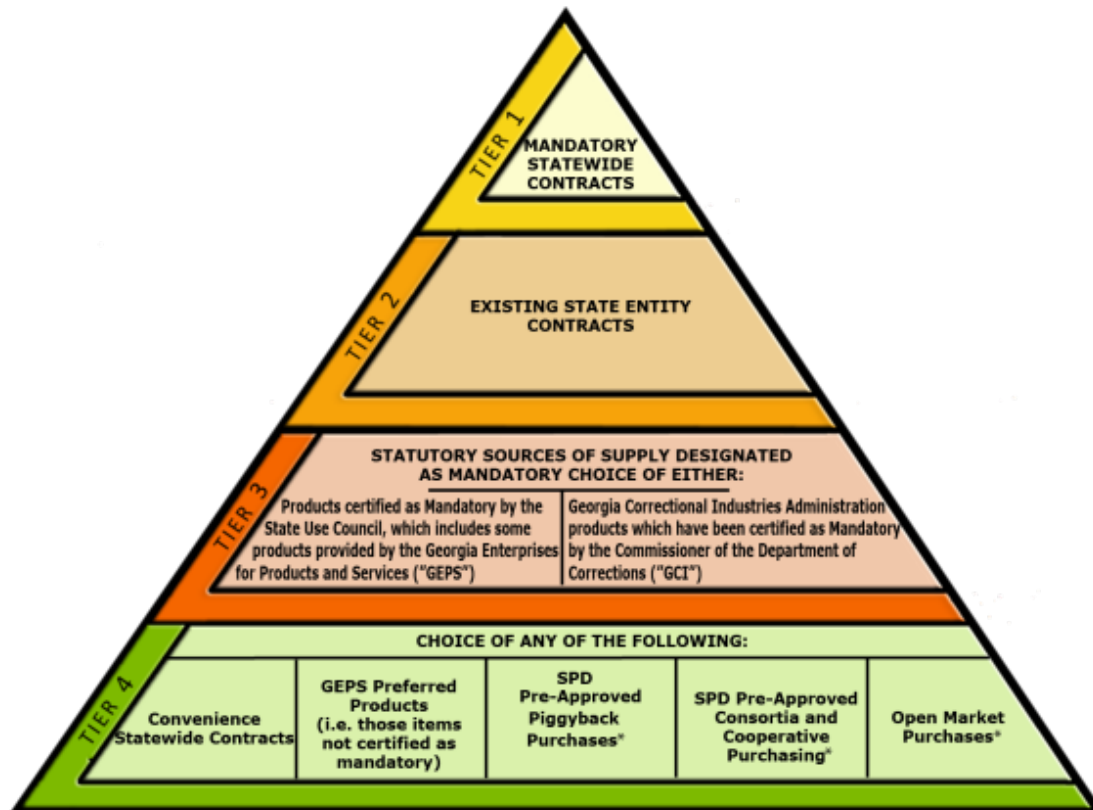 TIER 1
MANDATORY
STATEWIDE
CONTRACTS
TIER 2
EXISTING STATE ENTITY
CONTRACTS
TIER 3
STATUTORY SOURCES OF SUPPLY DESIGNATED
AS MANDATORY CHOICE OF EITHER:
Products certified as Mandatory by the
State Use Council, which includes some
products provided by the Georgia Enterprises
for Products and Services ("GEPS")
Georgia Correctional Industries Administration
products which have been certified as Mandatory
by the Commissioner of the Department of
Corrections ("GCI")
TIER 4
CHOICE OF ANY OF THE FOLLOWING:
Convenience
Statewide Contracts
GEPS Preferred
Products
(i.e. those items
not certified as
mandatory)
SPD
Pre-Approved
Piggyback
Purchases*
SPD Pre-Approved
Consortia and
Cooperative
Purchasing*
Open Market
Purchases*